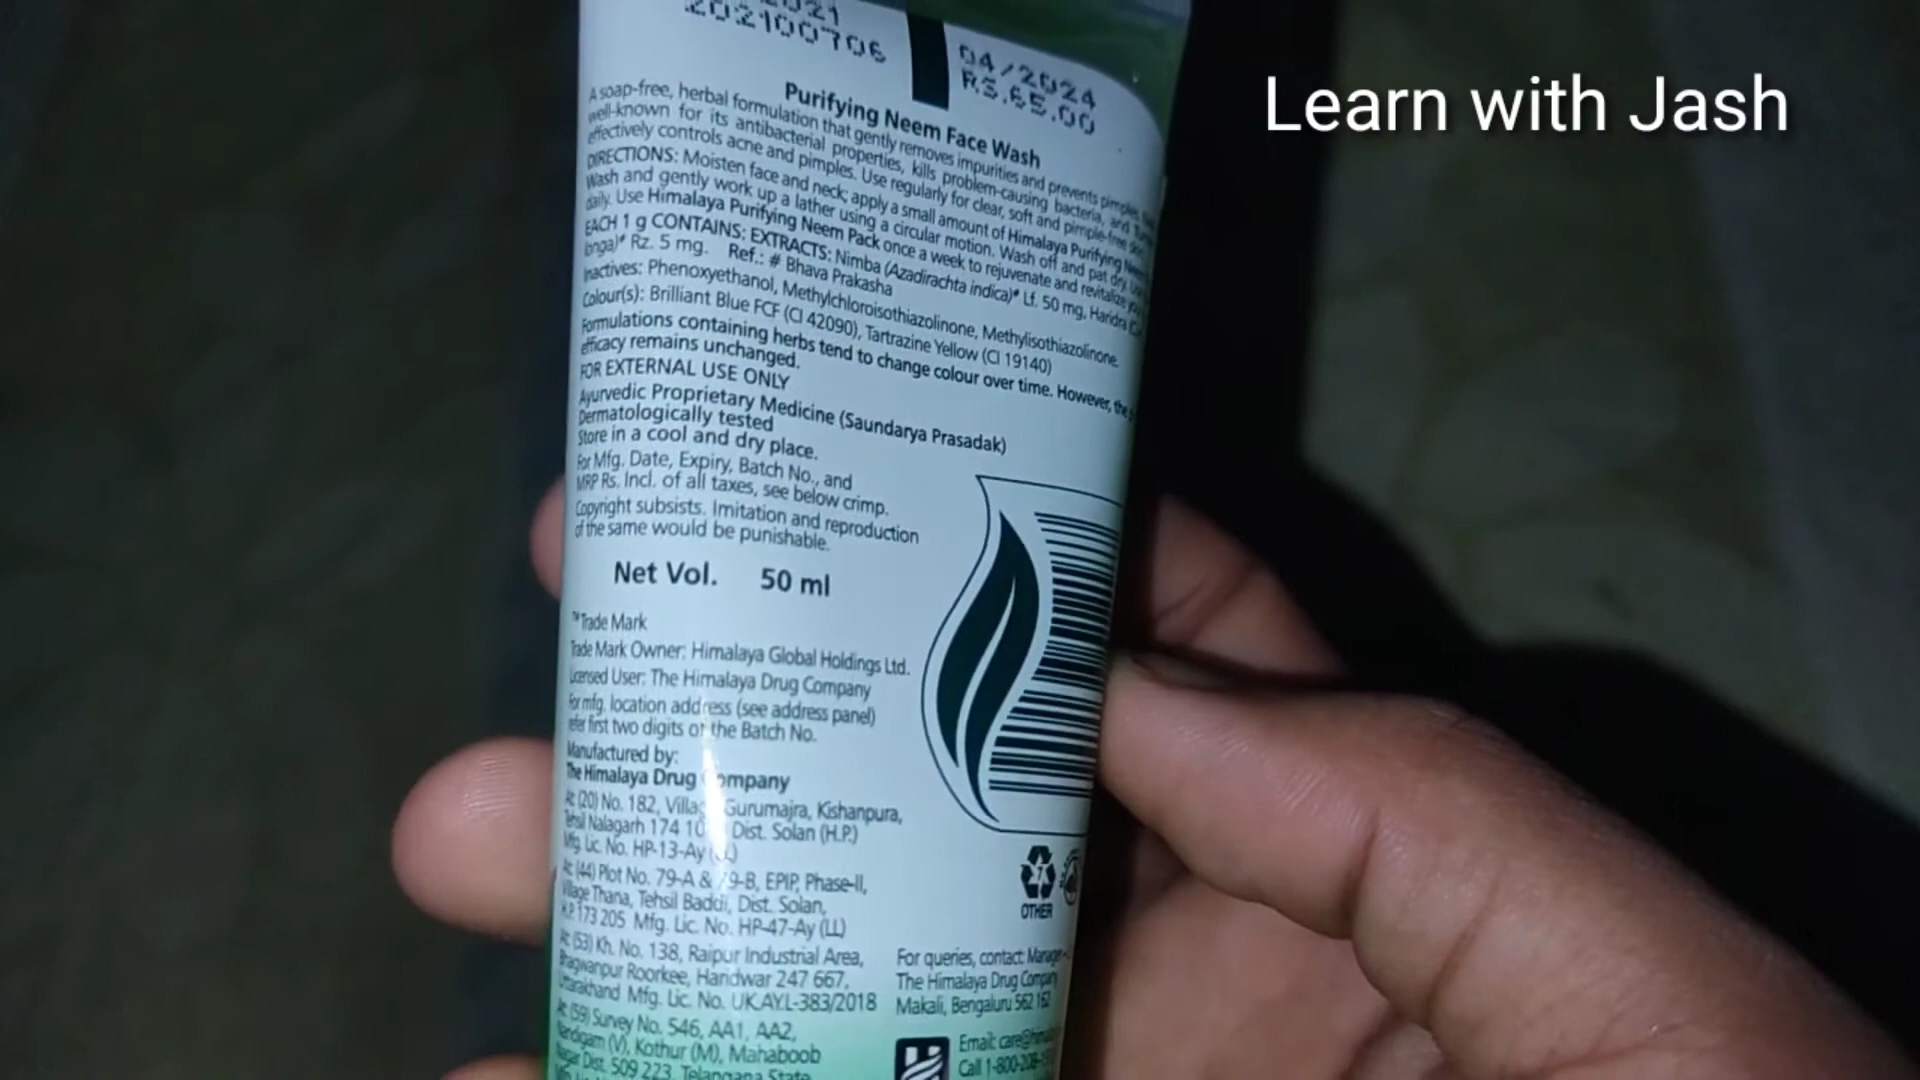 2021
202100706
04/2024
RS.65.00
Learn with Jash
Purifying Neem Face Wash
A soap-free, herbal formulation that gently removes impurities and prevents pimples.
well-known for its antibacterial properties, kills problem-causing bacteria, and
effectively controls acne and pimples. Use regularly for clear, soft and pimple-free skin.
DIRECTIONS: Moisten face and neck; apply a small amount of Himalaya Purifying Neem
Wash and gently work up a lather using a circular motion. Wash off and pat dry.
daily. Use Himalaya Purifying Neem Pack once a week to rejuvenate and revitalize
EACH 1 g CONTAINS: EXTRACTS: Nimba (Azadirachta indica)# Lf. 50 mg, Haridra
longa)# Rz. 5 mg. Ref.: # Bhava Prakasha
Inactives: Phenoxyethanol, Methylchloroisothiazolinone, Methylisothiazolinone.
Colour(s): Brilliant Blue FCF (CI 42090), Tartrazine Yellow (CI 19140)
Formulations containing herbs tend to change colour over time. However, the
efficacy remains unchanged.
FOR EXTERNAL USE ONLY
Ayurvedic Proprietary Medicine (Saundarya Prasadak)
Dermatologically tested
Store in a cool and dry place.
For Mfg. Date, Expiry, Batch No., and
MRP Rs. Incl. of all taxes, see below crimp.
Copyright subsists. Imitation and reproduction
of the same would be punishable.
Net Vol. 50 ml
™Trade Mark
Trade Mark Owner: Himalaya Global Holdings Ltd.
Licensed User: The Himalaya Drug Company
For mfg. location address (see address panel)
refer first two digits of the Batch No.
Manufactured by:
The Himalaya Drug Company
At: (20) No. 182, Village Gurumajra, Kishanpura,
Tehsil Nalagarh 174 10 Dist. Solan (H.P.)
Mfg. Lic. No. HP-13-Ay (LL)
At: (44) Plot No. 79-A & 79-B, EPIP, Phase-II,
Village Thana, Tehsil Baddi, Dist. Solan,
H.P. 173 205 Mfg. Lic. No. HP-47-Ay (LL)
At: (53) Kh. No. 138, Raipur Industrial Area,
Bhagwanpur Roorkee, Haridwar 247 667,
Uttarakhand Mfg. Lic. No. UK.AY.L-383/2018
At: (59) Survey No. 546, AA1, AA2,
Nandigam (V), Kothur (M), Mahaboob
Nagar Dist. 509 223, Telangana State
7
OTHER
For queries, contact: Manager
The Himalaya Drug Company
Makali, Bengaluru 562 162
Email: care@
Call 1-800-208-1